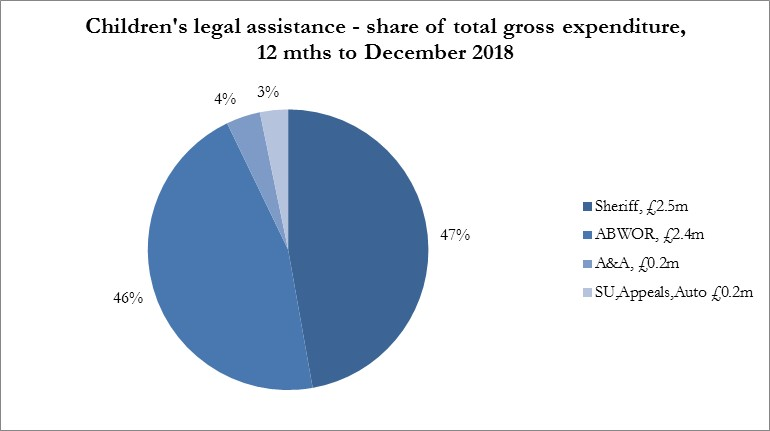 Children's legal assistance - share of total gross expenditure,
12 mths to December 2018
4%
3%
47%
46%
Sheriff, £2.5m
ABWOR, £2.4m
A&A, £0.2m
SU,Appeals,Auto £0.2m